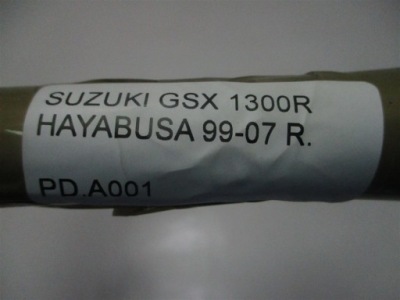 SUZUKI GSX 1300R
HAYABUSA 99-07 R.
PD.A001